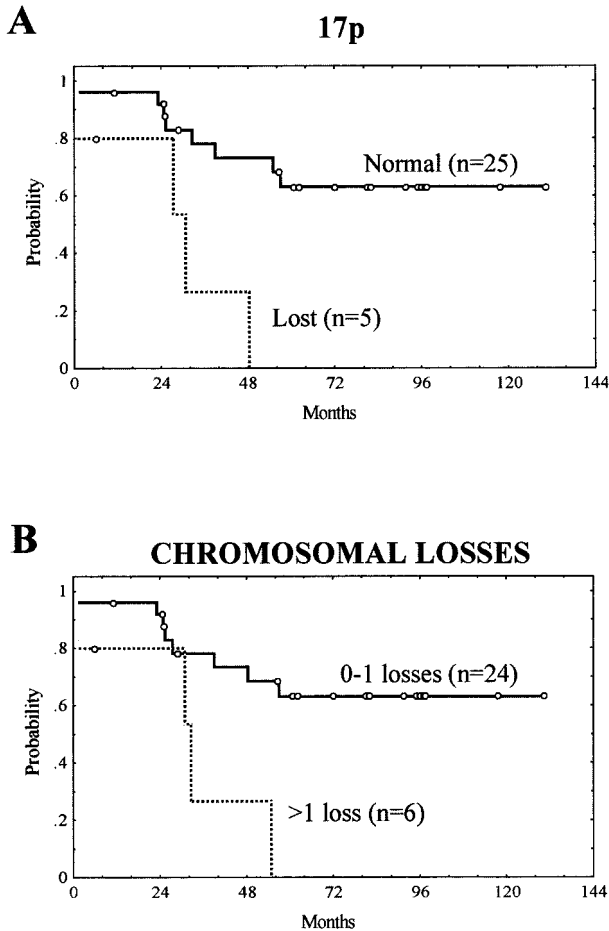 A
17p
1
.8
.6
.4
.2
0
Probability
Normal (n=25)
Lost (n=5)
0 24 48 72 96 120 144
Months
B
CHROMOSOMAL LOSSES
1
.8
.6
.4
.2
0
Probability
0-1 losses (n=24)
>1 loss (n=6)
0 24 48 72 96 120 144
Months